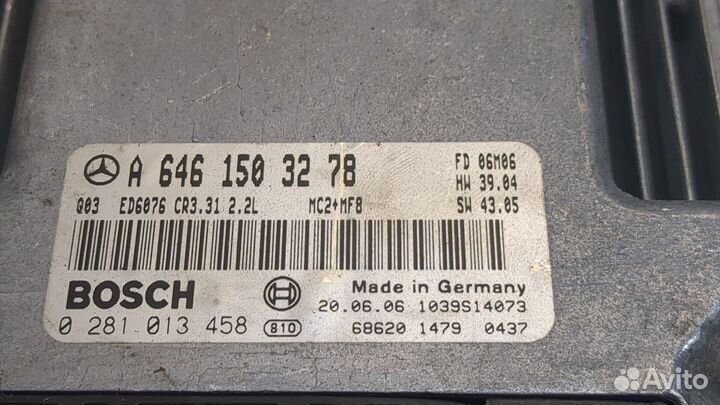 A 646 150 32 78
FD 06M06
HW 39.04
Q03 ED6076 CR3.31 2.2L MC2+MF8 SW 43.05
BOSCH
Made in Germany
20.06.06 1039S14073
0 281 013 458 810 68620 1479 0437
Avito